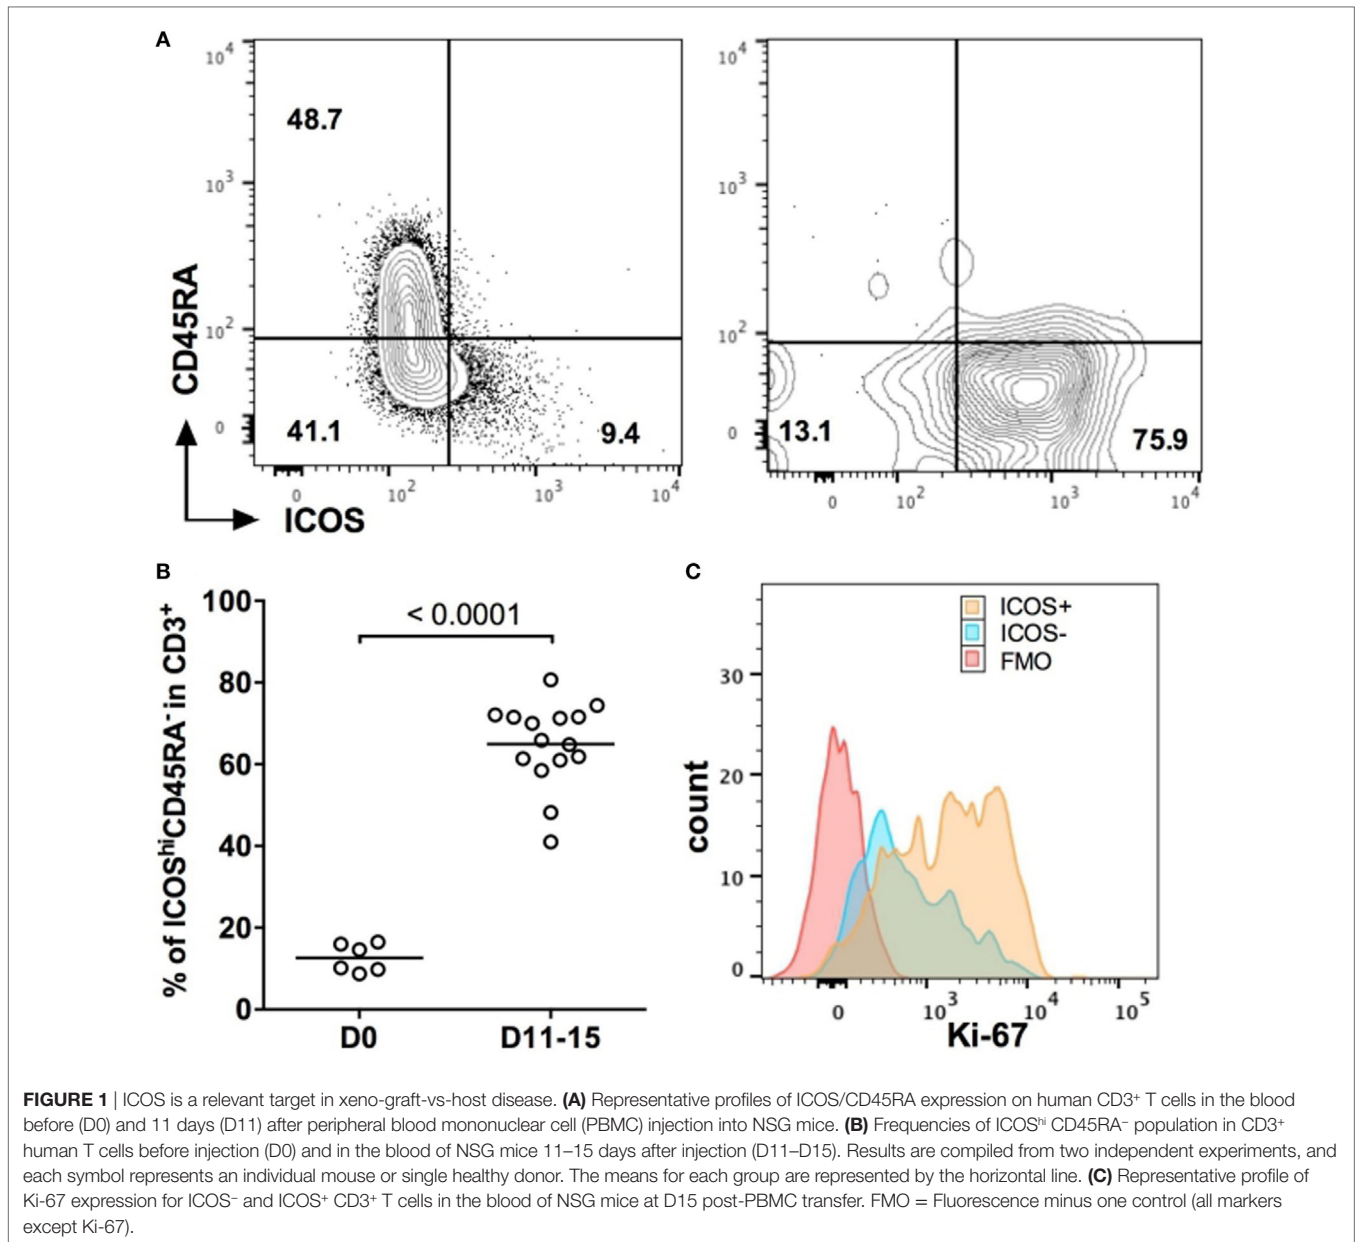 A
10⁴
10³
10²
0
48.7
41.1
9.4
CD45RA
0
10²
10³
10⁴
ICOS
10⁴
10³
10²
0
13.1
75.9
0
10²
10³
10⁴
B
% of ICOSʰⁱCD45RA⁻ in CD3⁺
100
80
60
40
20
0
< 0.0001
D0
D11-15
C
ICOS+
ICOS-
FMO
count
30
20
10
0
0
10³
10⁴
10⁵
Ki-67
FIGURE 1 | ICOS is a relevant target in xeno-graft-vs-host disease. (A) Representative profiles of ICOS/CD45RA expression on human CD3⁺ T cells in the blood
before (D0) and 11 days (D11) after peripheral blood mononuclear cell (PBMC) injection into NSG mice. (B) Frequencies of ICOSʰⁱ CD45RA⁻ population in CD3⁺
human T cells before injection (D0) and in the blood of NSG mice 11–15 days after injection (D11–D15). Results are compiled from two independent experiments, and
each symbol represents an individual mouse or single healthy donor. The means for each group are represented by the horizontal line. (C) Representative profile of
Ki-67 expression for ICOS⁻ and ICOS⁺ CD3⁺ T cells in the blood of NSG mice at D15 post-PBMC transfer. FMO = Fluorescence minus one control (all markers
except Ki-67).